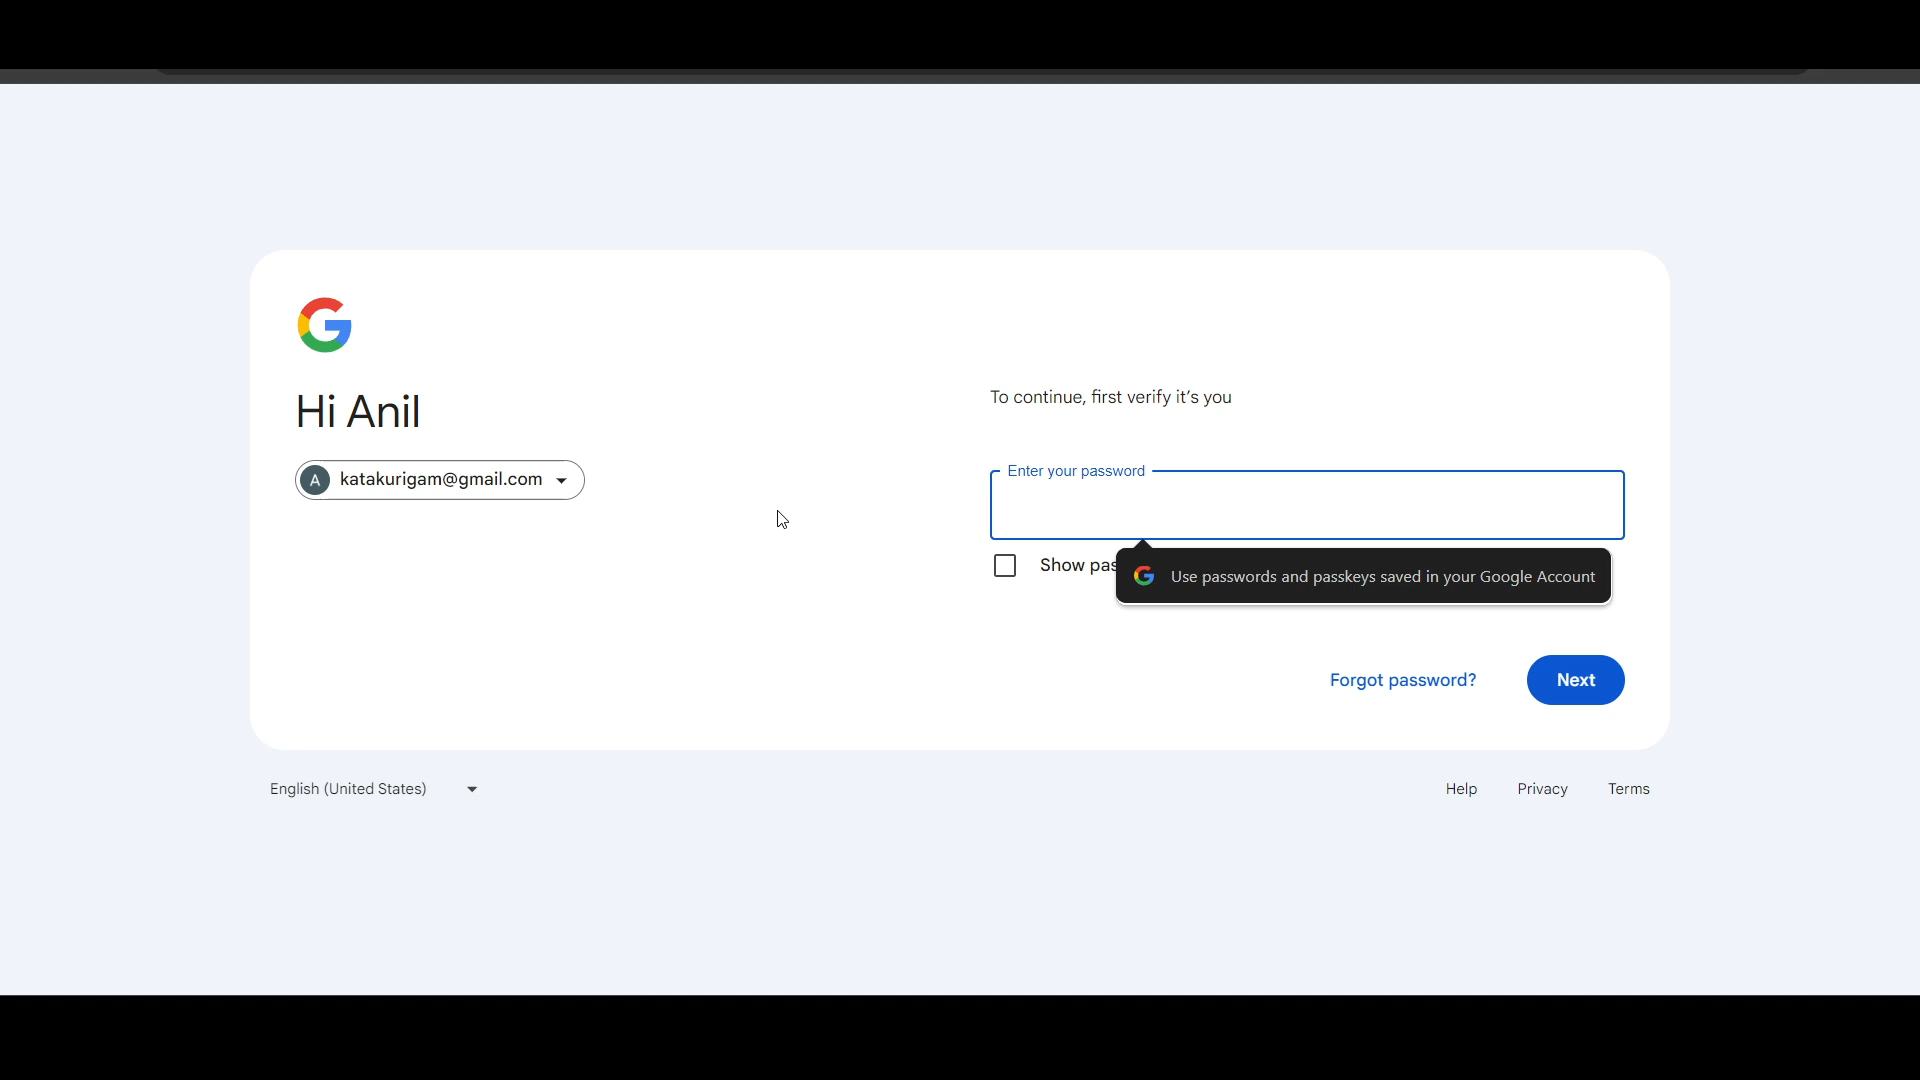 Hi Anil
A katakurigam@gmail.com
To continue, first verify it's you
Enter your password
Show pas
Use passwords and passkeys saved in your Google Account
Forgot password?
Next
English (United States)
Help Privacy Terms